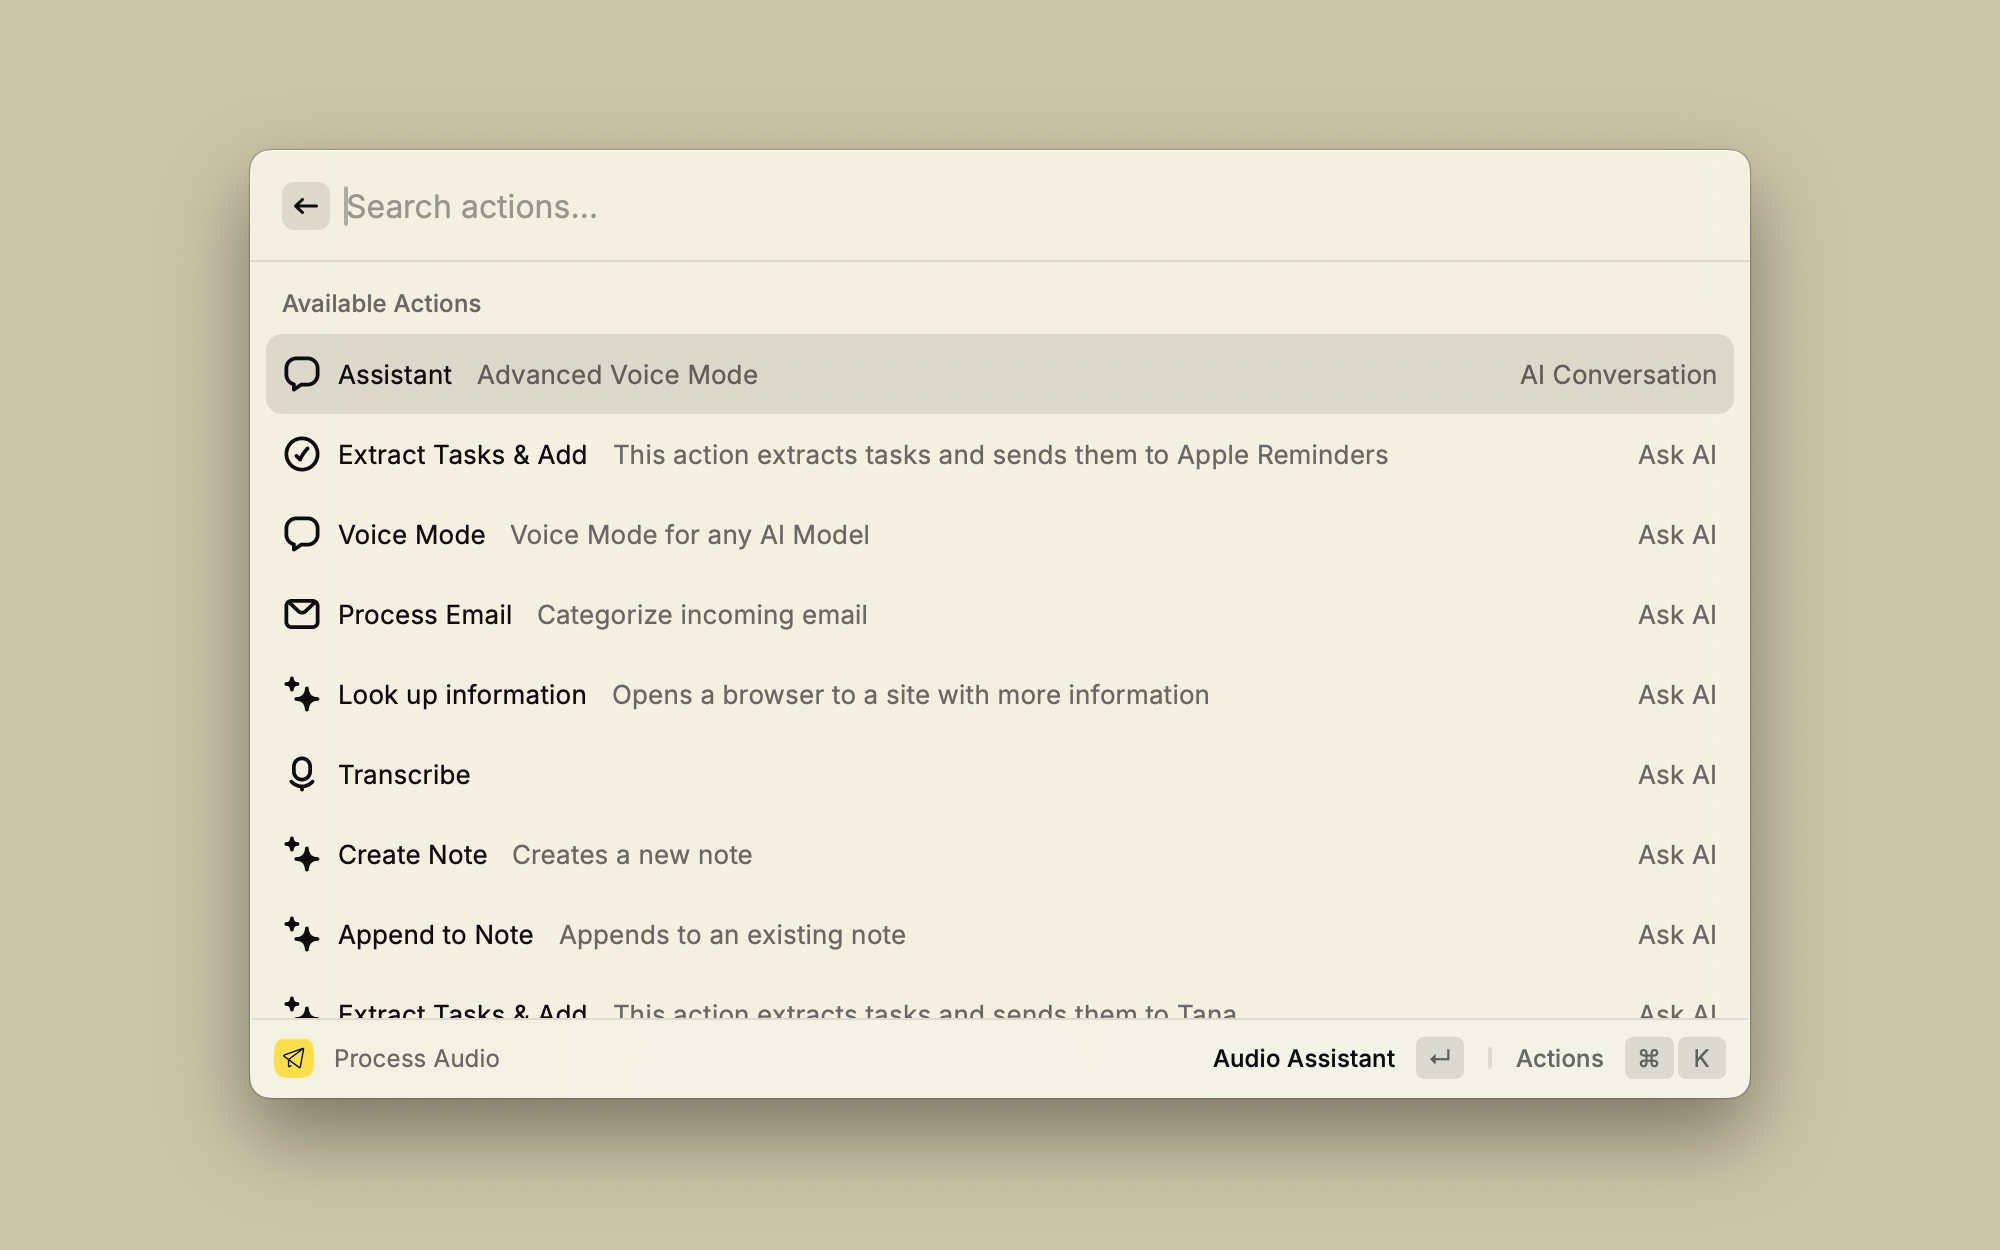 Search actions...
Available Actions
Assistant Advanced Voice Mode AI Conversation
Extract Tasks & Add This action extracts tasks and sends them to Apple Reminders Ask AI
Voice Mode Voice Mode for any AI Model Ask AI
Process Email Categorize incoming email Ask AI
Look up information Opens a browser to a site with more information Ask AI
Transcribe Ask AI
Create Note Creates a new note Ask AI
Append to Note Appends to an existing note Ask AI
Extract Tasks & Add This action extracts tasks and sends them to Tana Ask AI
Process Audio Audio Assistant ↵ Actions ⌘ K